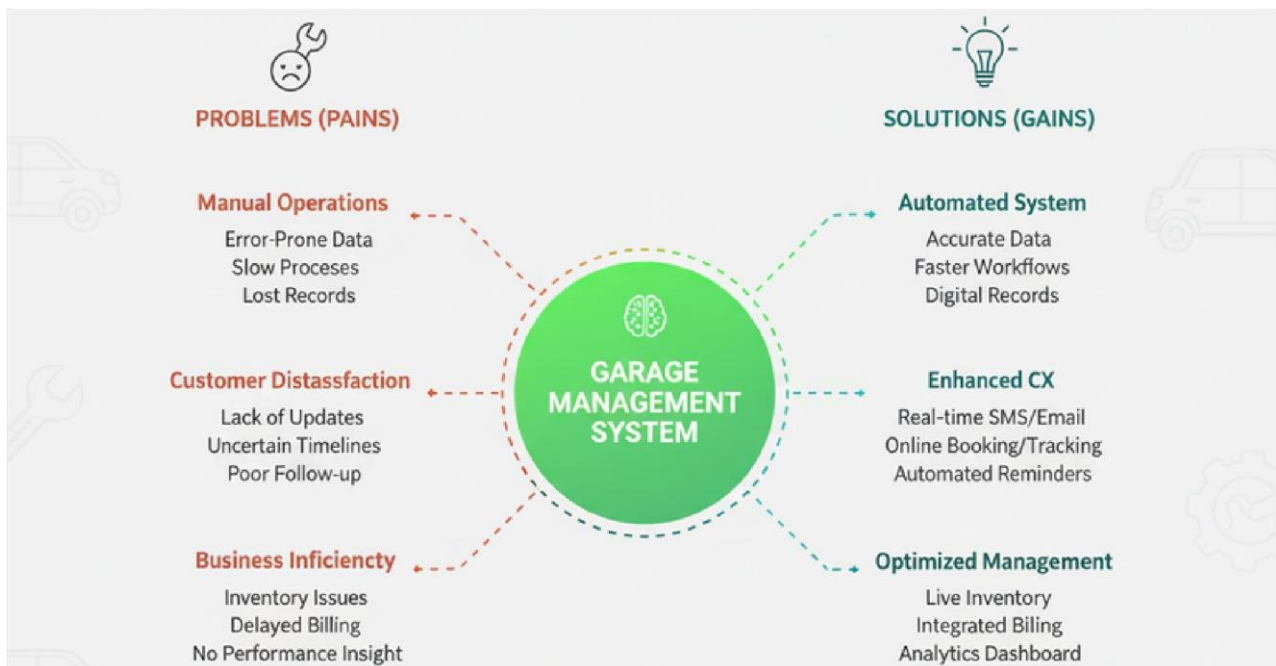 PROBLEMS (PAINS)
Manual Operations
Error-Prone Data
Slow Proceses
Lost Records
Customer Distassfaction
Lack of Updates
Uncertain Timelines
Poor Follow-up
Business Inficiencty
Inventory Issues
Delayed Billing
No Performance Insight
GARAGE
MANAGEMENT
SYSTEM
SOLUTIONS (GAINS)
Automated System
Accurate Data
Faster Workflows
Digital Records
Enhanced CX
Real-time SMS/Email
Online Booking/Tracking
Automated Reminders
Optimized Management
Live Inventory
Integrated Biling
Analytics Dashboard